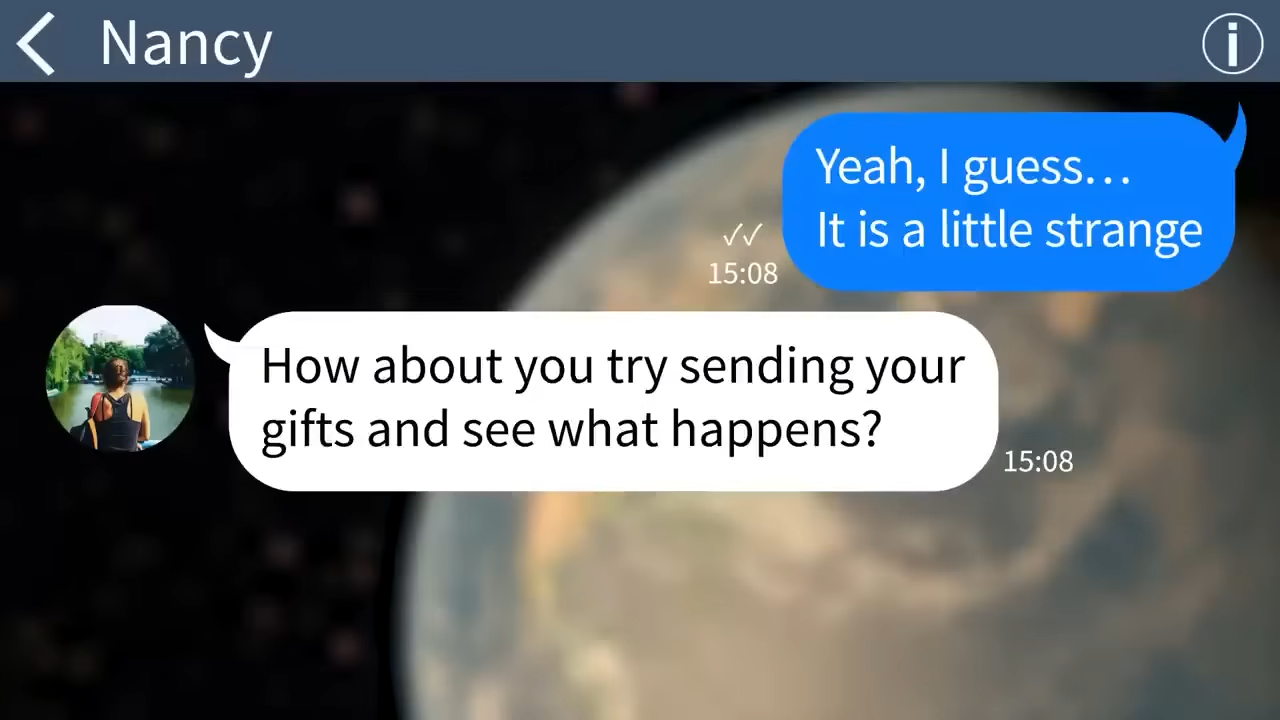 Nancy
Yeah, I guess…
It is a little strange
✓✓
15:08
How about you try sending your
gifts and see what happens?
15:08